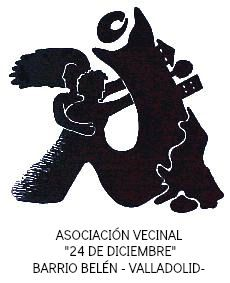 ASOCIACIÓN VECINAL
"24 DE DICIEMBRE"
BARRIO BELÉN - VALLADOLID-